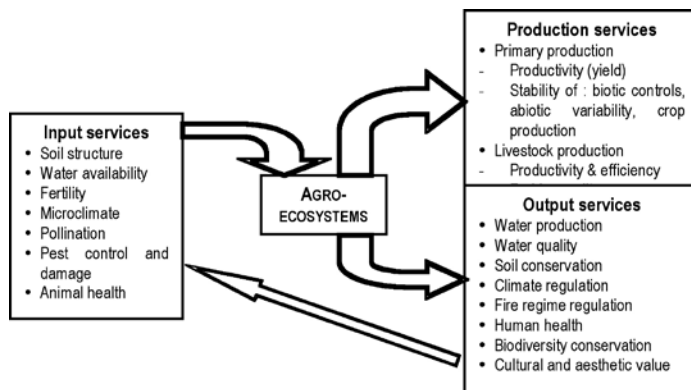 Input services
• Soil structure
• Water availability
• Fertility
• Microclimate
• Pollination
• Pest control and
damage
• Animal health
AGRO-
ECOSYSTEMS
Production services
• Primary production
- Productivity (yield)
- Stability of : biotic controls,
abiotic variability, crop
production
• Livestock production
- Productivity & efficiency
Output services
• Water production
• Water quality
• Soil conservation
• Climate regulation
• Fire regime regulation
• Human health
• Biodiversity conservation
• Cultural and aesthetic value